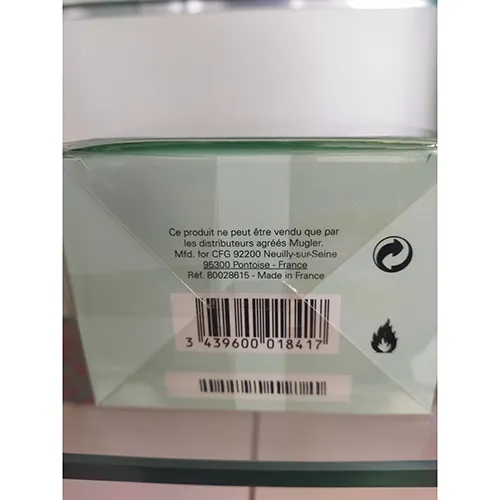 Ce produit ne peut être vendu que par
les distributeurs agréés Mugler.
Mfd. for CFG 92200 Neuilly-sur-Seine
95300 Pontoise - France
Réf. 80028615 - Made in France
3 439600 018417